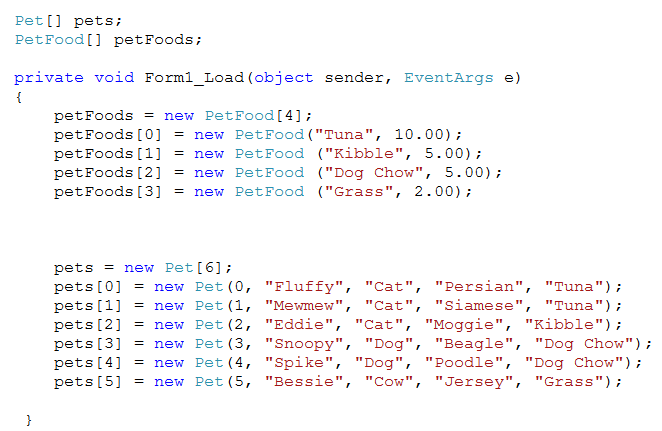 Pet[] pets;
PetFood[] petFoods;
private void Form1_Load(object sender, EventArgs e)
{
petFoods = new PetFood[4];
petFoods[0] = new PetFood("Tuna", 10.00);
petFoods[1] = new PetFood ("Kibble", 5.00);
petFoods[2] = new PetFood ("Dog Chow", 5.00);
petFoods[3] = new PetFood ("Grass", 2.00);
pets = new Pet[6];
pets[0] = new Pet(0, "Fluffy", "Cat", "Persian", "Tuna");
pets[1] = new Pet(1, "Mewmew", "Cat", "Siamese", "Tuna");
pets[2] = new Pet(2, "Eddie", "Cat", "Moggie", "Kibble");
pets[3] = new Pet(3, "Snoopy", "Dog", "Beagle", "Dog Chow");
pets[4] = new Pet(4, "Spike", "Dog", "Poodle", "Dog Chow");
pets[5] = new Pet(5, "Bessie", "Cow", "Jersey", "Grass");
}